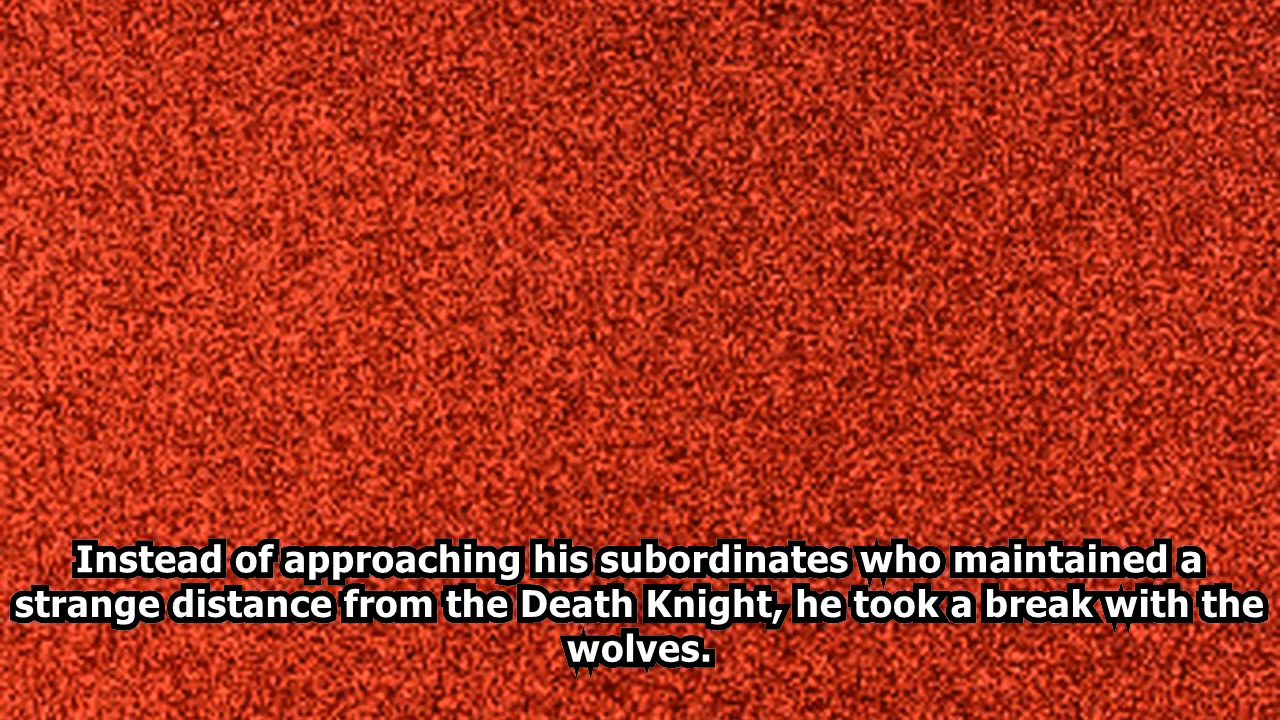 Instead of approaching his subordinates who maintained a
strange distance from the Death Knight, he took a break with the
wolves.